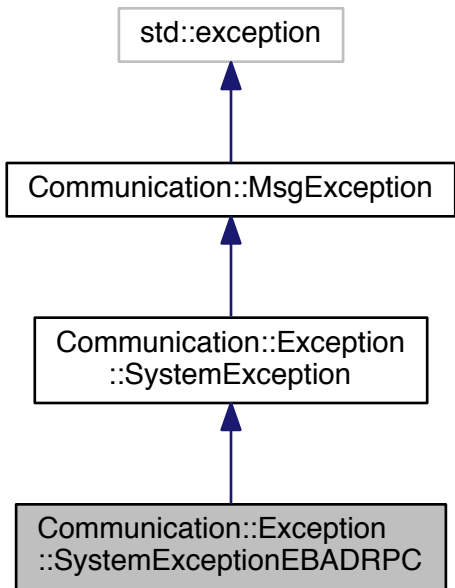 std::exception
Communication::MsgException
Communication::Exception
::SystemException
Communication::Exception
::SystemExceptionEBADRPC